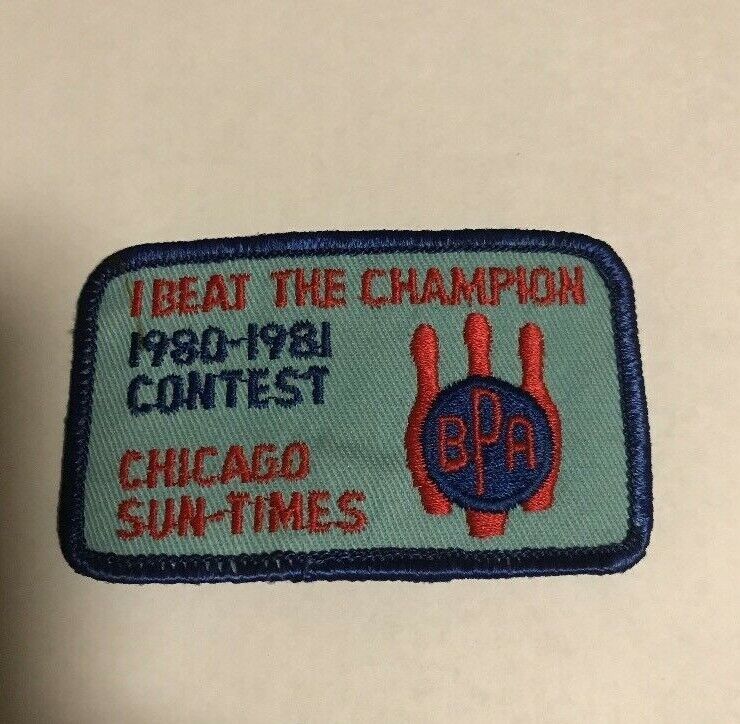 I BEAT THE CHAMPION
1980-1981
CONTEST
CHICAGO
SUN-TIMES
BPA